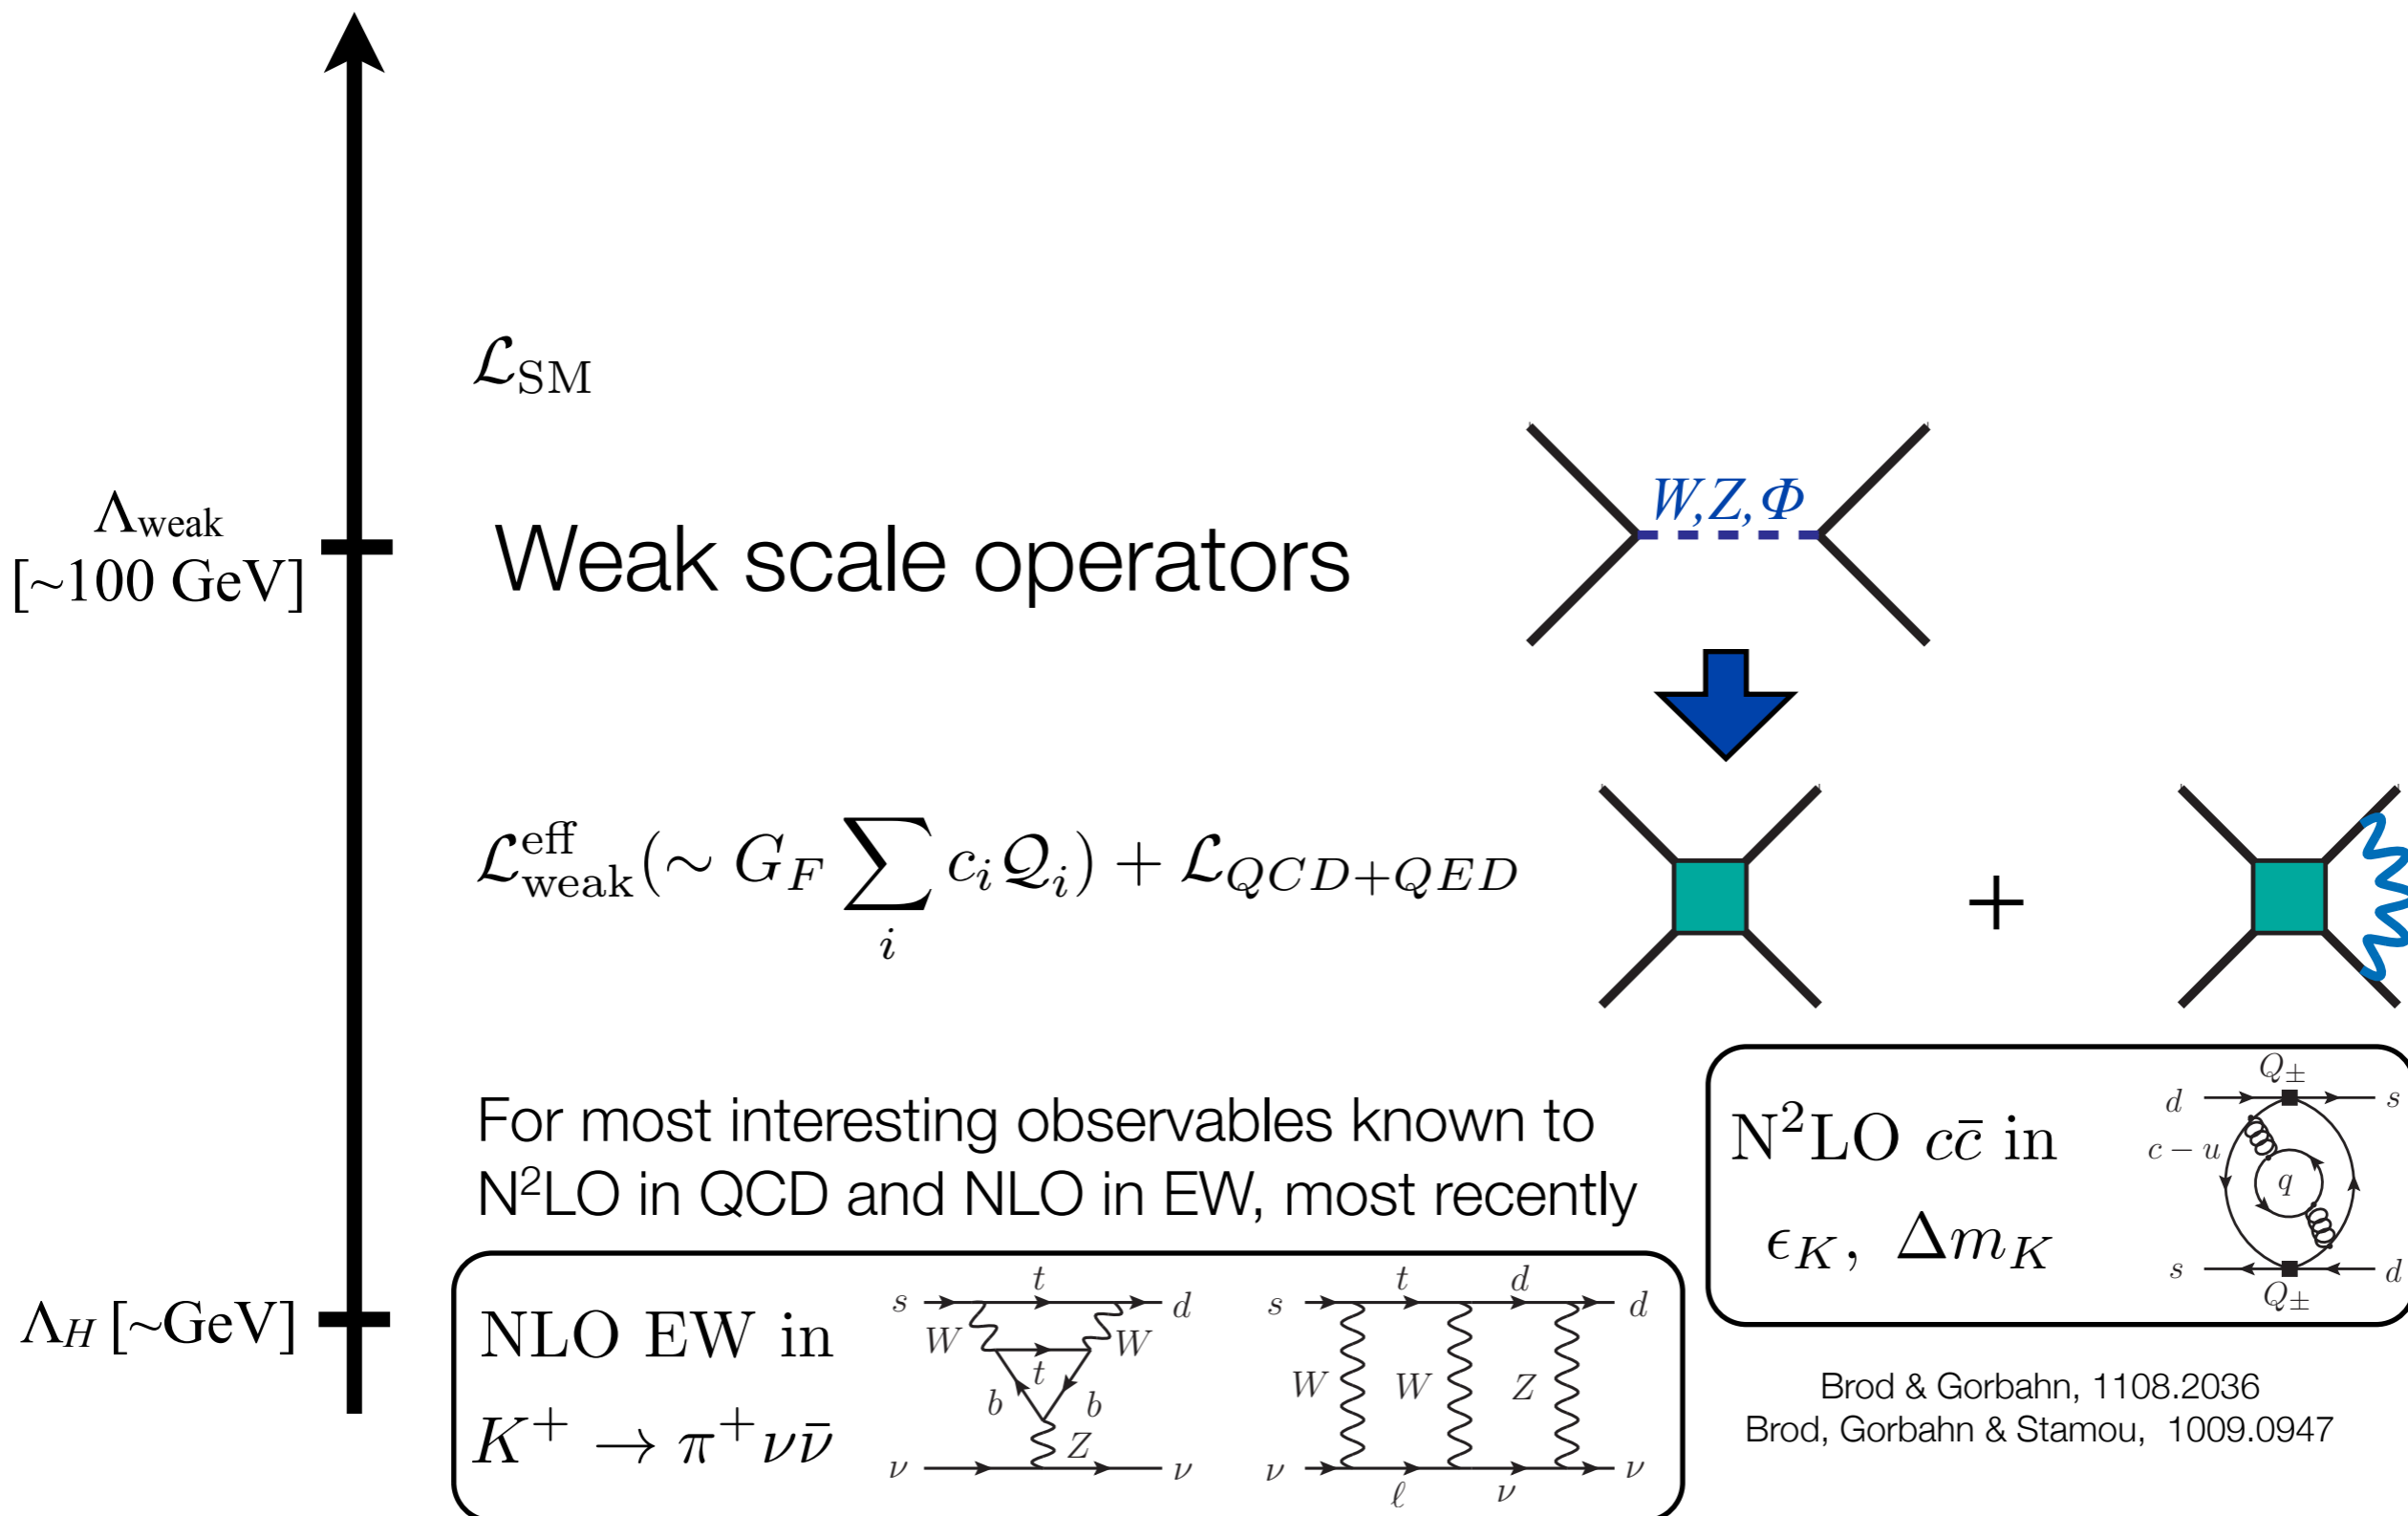 ℒ_SM
Λ_weak
[~100 GeV]
Weak scale operators
W,Z,Φ
ℒ^eff_weak(∼ G_F ∑_i c_i 𝒬_i) + ℒ_QCD+QED
+
For most interesting observables known to
N²LO in QCD and NLO in EW, most recently
N²LO cc̄ in
ϵ_K, Δm_K
Q_±
d
s
c − u
q
s
d
Q_±
Λ_H [~GeV]
NLO EW in
K⁺ → π⁺νν̄
s
t
d
W
W
t
b
b
Z
ν
ν
s
t
d
d
W
W
Z
ν
ℓ
ν
ν
Brod & Gorbahn, 1108.2036
Brod, Gorbahn & Stamou, 1009.0947